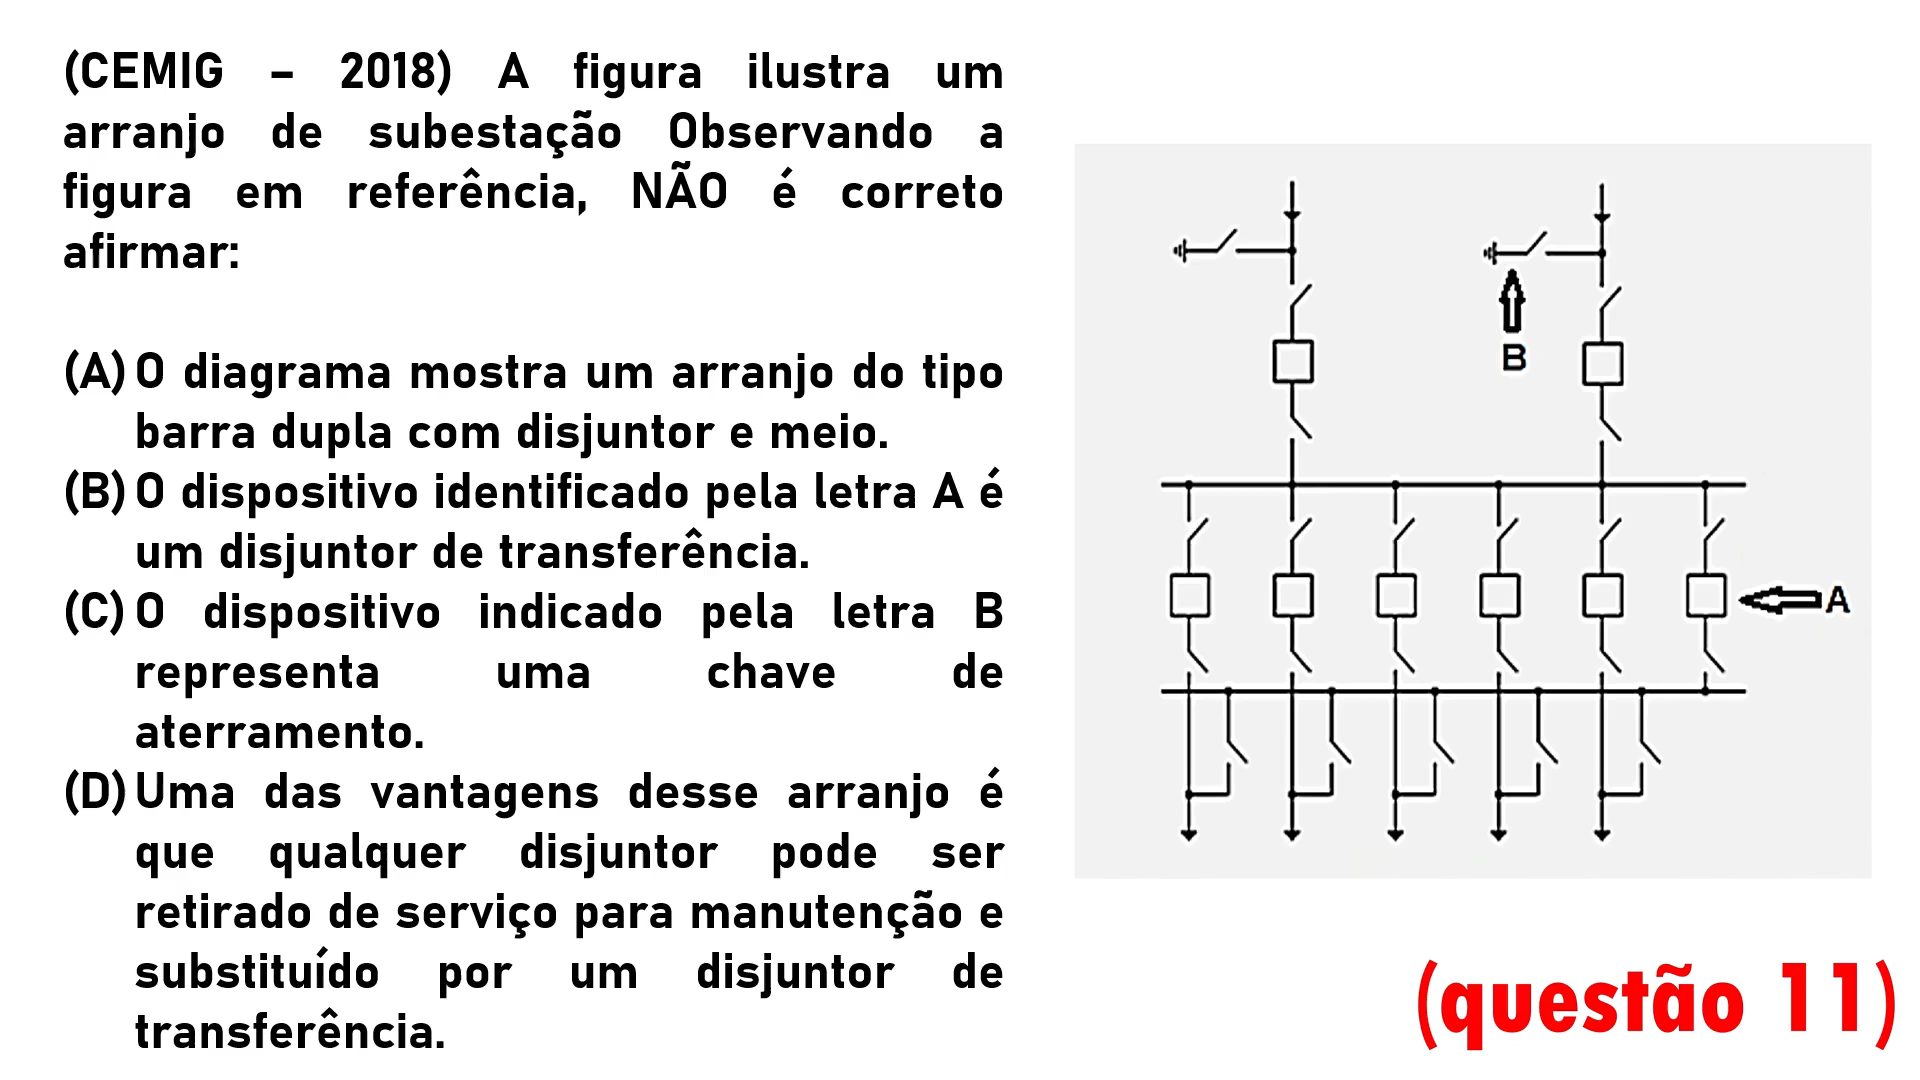 (CEMIG – 2018) A figura ilustra um
arranjo de subestação Observando a
figura em referência, NÃO é correto
afirmar:
(A) O diagrama mostra um arranjo do tipo
barra dupla com disjuntor e meio.
(B) O dispositivo identificado pela letra A é
um disjuntor de transferência.
(C) O dispositivo indicado pela letra B
representa uma chave de
aterramento.
(D) Uma das vantagens desse arranjo é
que qualquer disjuntor pode ser
retirado de serviço para manutenção e
substituído por um disjuntor de
transferência.
B
A
(questão 11)